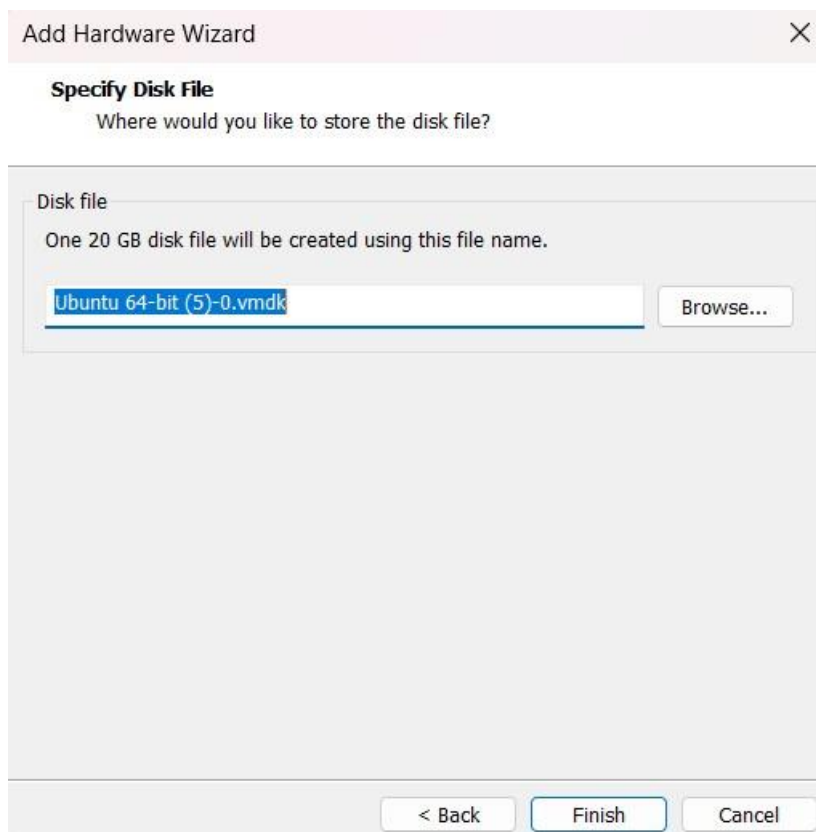 Add Hardware Wizard
Specify Disk File
Where would you like to store the disk file?
Disk file
One 20 GB disk file will be created using this file name.
Ubuntu 64-bit (5)-0.vmdk
Browse...
< Back
Finish
Cancel